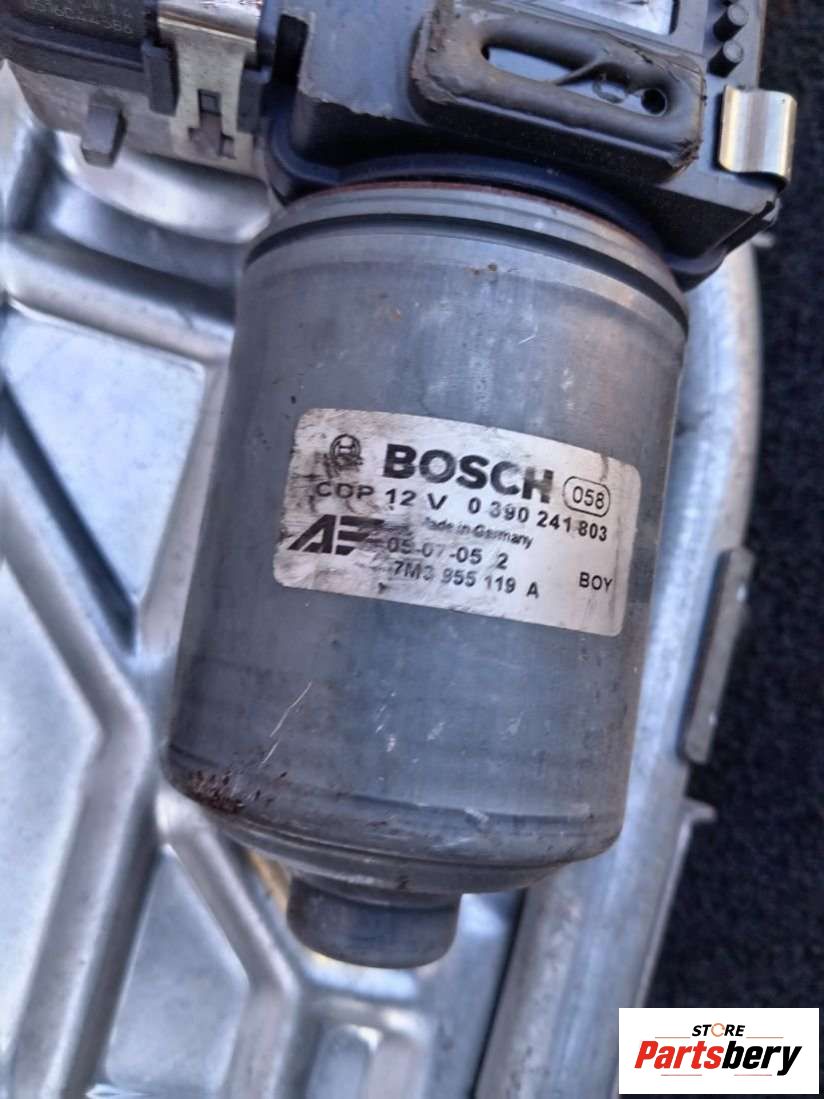 BOSCH 058
CDP 12 V 0 390 241 803
Made in Germany
05-07-05 2
7M3 955 119 A BOY
STORE
Partsbery